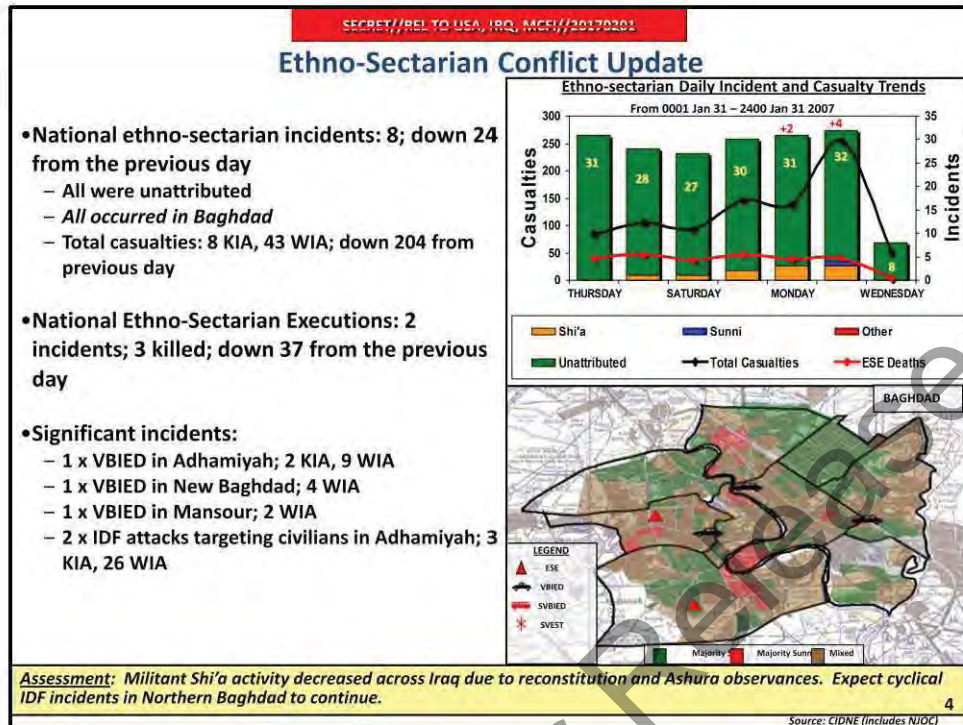 SECRET//REL TO USA, IRQ, MCFI//20170201
Ethno-Sectarian Conflict Update
•National ethno-sectarian incidents: 8; down 24
from the previous day
– All were unattributed
– All occurred in Baghdad
– Total casualties: 8 KIA, 43 WIA; down 204 from
previous day
•National Ethno-Sectarian Executions: 2
incidents; 3 killed; down 37 from the previous
day
•Significant incidents:
– 1 x VBIED in Adhamiyah; 2 KIA, 9 WIA
– 1 x VBIED in New Baghdad; 4 WIA
– 1 x VBIED in Mansour; 2 WIA
– 2 x IDF attacks targeting civilians in Adhamiyah; 3
KIA, 26 WIA
Ethno-sectarian Daily Incident and Casualty Trends
From 0001 Jan 31 – 2400 Jan 31 2007
Casualties
300
250
200
150
100
50
0
31
28
27
30
+2
31
+4
32
8
35
30
25
20
15
10
5
0
Incidents
THURSDAY SATURDAY MONDAY WEDNESDAY
Shi'a Sunni Other
Unattributed Total Casualties ESE Deaths
BAGHDAD
LEGEND
ESE
VBIED
SVBIED
SVEST
Majority S Majority Sunn Mixed
Release
Assessment: Militant Shi'a activity decreased across Iraq due to reconstitution and Ashura observances. Expect cyclical
IDF incidents in Northern Baghdad to continue.
4
Source: CIDNE (includes NJOC)